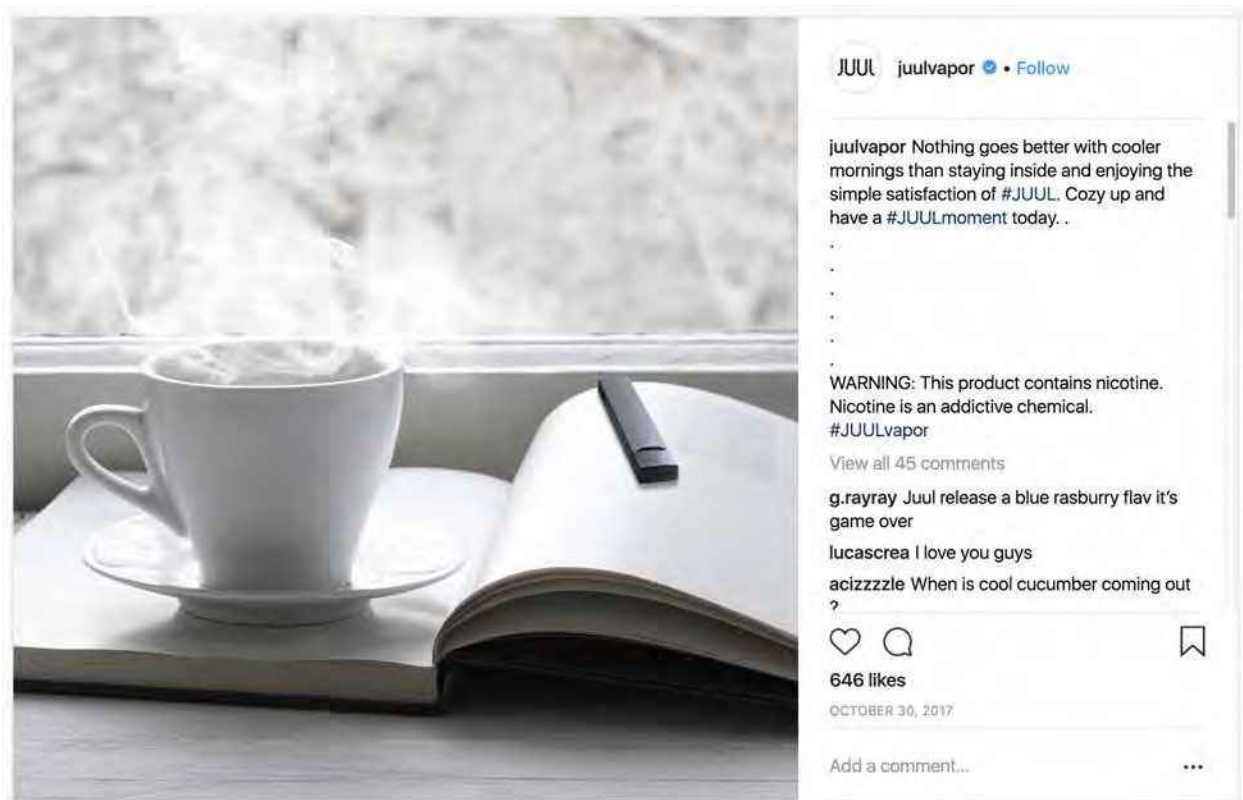 JUUL juulvapor • Follow
juulvapor Nothing goes better with cooler
mornings than staying inside and enjoying the
simple satisfaction of #JUUL. Cozy up and
have a #JUULmoment today. .
.
.
.
.
.
.
WARNING: This product contains nicotine.
Nicotine is an addictive chemical.
#JUULvapor
View all 45 comments
g.rayray Juul release a blue rasburry flav it's
game over
lucascrea I love you guys
acizzzzle When is cool cucumber coming out
?
646 likes
OCTOBER 30, 2017
Add a comment...